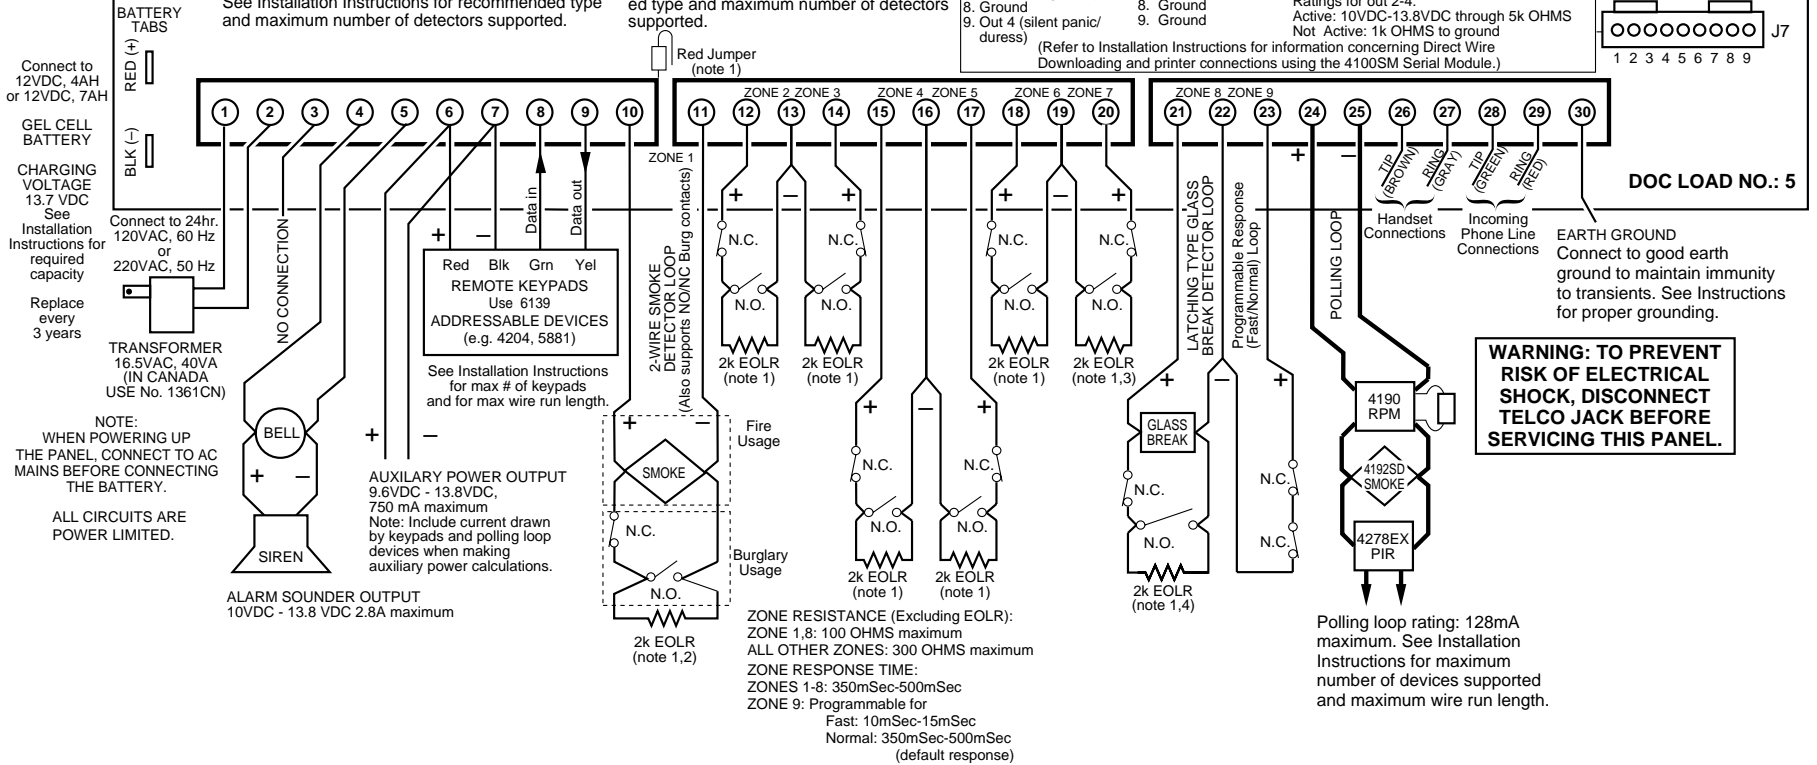 BATTERY
TABS
RED (+)
BLK (–)
See Installation Instructions for recommended type
and maximum number of detectors supported.
ed type and maximum number of detectors
supported.
Red Jumper
(note 1)
8. Ground
9. Out 4 (silent panic/
duress)
8. Ground
9. Ground
Ratings for out 2-4:
Active: 10VDC-13.8VDC through 5k OHMS
Not Active: 1k OHMS to ground
(Refer to Installation Instructions for information concerning Direct Wire
Downloading and printer connections using the 4100SM Serial Module.)
J7
1 2 3 4 5 6 7 8 9
Connect to
12VDC, 4AH
or 12VDC, 7AH
GEL CELL
BATTERY
CHARGING
VOLTAGE
13.7 VDC
See
Installation
Instructions for
required
capacity
Replace
every
3 years
1 2 3 4 5 6 7 8 9 10
ZONE 2 ZONE 3 ZONE 4 ZONE 5 ZONE 6 ZONE 7
11 12 13 14 15 16 17 18 19 20
ZONE 8 ZONE 9
21 22 23 24 25 26 27 28 29 30
ZONE 1
+ –
TIP
(BROWN)
RING
(GRAY)
TIP
(GREEN)
RING
(RED)
DOC LOAD NO.: 5
Handset
Connections
Incoming
Phone Line
Connections
EARTH GROUND
Connect to good earth
ground to maintain immunity
to transients. See Instructions
for proper grounding.
WARNING: TO PREVENT
RISK OF ELECTRICAL
SHOCK, DISCONNECT
TELCO JACK BEFORE
SERVICING THIS PANEL.
Connect to 24hr.
120VAC, 60 Hz
or
220VAC, 50 Hz
TRANSFORMER
16.5VAC, 40VA
(IN CANADA
USE No. 1361CN)
NOTE:
WHEN POWERING UP
THE PANEL, CONNECT TO AC
MAINS BEFORE CONNECTING
THE BATTERY.
ALL CIRCUITS ARE
POWER LIMITED.
NO CONNECTION
BELL
+ –
SIREN
ALARM SOUNDER OUTPUT
10VDC - 13.8 VDC 2.8A maximum
+ –
AUXILARY POWER OUTPUT
9.6VDC - 13.8VDC,
750 mA maximum
Note: Include current drawn
by keypads and polling loop
devices when making
auxiliary power calculations.
Data in
Data out
+ –
Red Blk Grn Yel
REMOTE KEYPADS
Use 6139
ADDRESSABLE DEVICES
(e.g. 4204, 5881)
See Installation Instructions
for max # of keypads
and for max wire run length.
2-WIRE SMOKE
DETECTOR LOOP
(Also supports NO/NC Burg contacts)
+ –
SMOKE
Fire
Usage
N.C.
N.O.
Burglary
Usage
2k EOLR
(note 1,2)
+ – +
N.C. N.C.
N.O. N.O.
2k EOLR
(note 1)
2k EOLR
(note 1)
+ – +
N.C. N.C.
N.O. N.O.
2k EOLR
(note 1)
2k EOLR
(note 1)
+ – +
N.C. N.C.
N.O. N.O.
2k EOLR
(note 1)
2k EOLR
(note 1,3)
ZONE RESISTANCE (Excluding EOLR):
ZONE 1,8: 100 OHMS maximum
ALL OTHER ZONES: 300 OHMS maximum
ZONE RESPONSE TIME:
ZONES 1-8: 350mSec-500mSec
ZONE 9: Programmable for
Fast: 10mSec-15mSec
Normal: 350mSec-500mSec
(default response)
LATCHING TYPE GLASS
BREAK DETECTOR LOOP
Programmable Response
(Fast/Normal) Loop
+ – +
GLASS
BREAK
N.C. N.C.
N.O. N.C.
2k EOLR
(note 1,4)
POLLING LOOP
4190
RPM
4192SD
SMOKE
4278EX
PIR
Polling loop rating: 128mA
maximum. See Installation
Instructions for maximum
number of devices supported
and maximum wire run length.